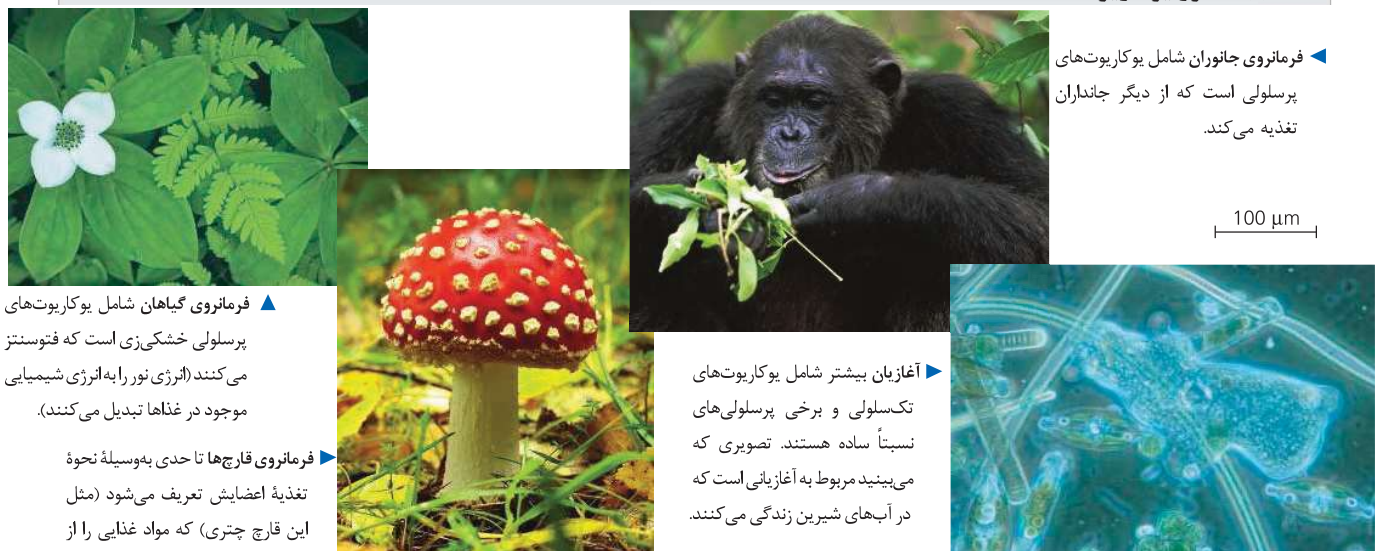 فرمانروی جانوران شامل یوکاریوت‌های
پرسلولی است که از دیگر جانداران
تغذیه می‌کند.
100 µm
فرمانروی گیاهان شامل یوکاریوت‌های
پرسلولی خشکی‌زی است که فتوسنتز
می‌کنند (انرژی نور را به انرژی شیمیایی
موجود در غذاها تبدیل می‌کنند).
فرمانروی قارچ‌ها تا حدی به‌وسیلهٔ نحوهٔ
تغذیهٔ اعضایش تعریف می‌شود (مثل
این قارچ چتری) که مواد غذایی را از
آغازیان بیشتر شامل یوکاریوت‌های
تک‌سلولی و برخی پرسلولی‌های
نسبتاً ساده هستند. تصویری که
می‌بینید مربوط به آغازیانی است که
در آب‌های شیرین زندگی می‌کنند.